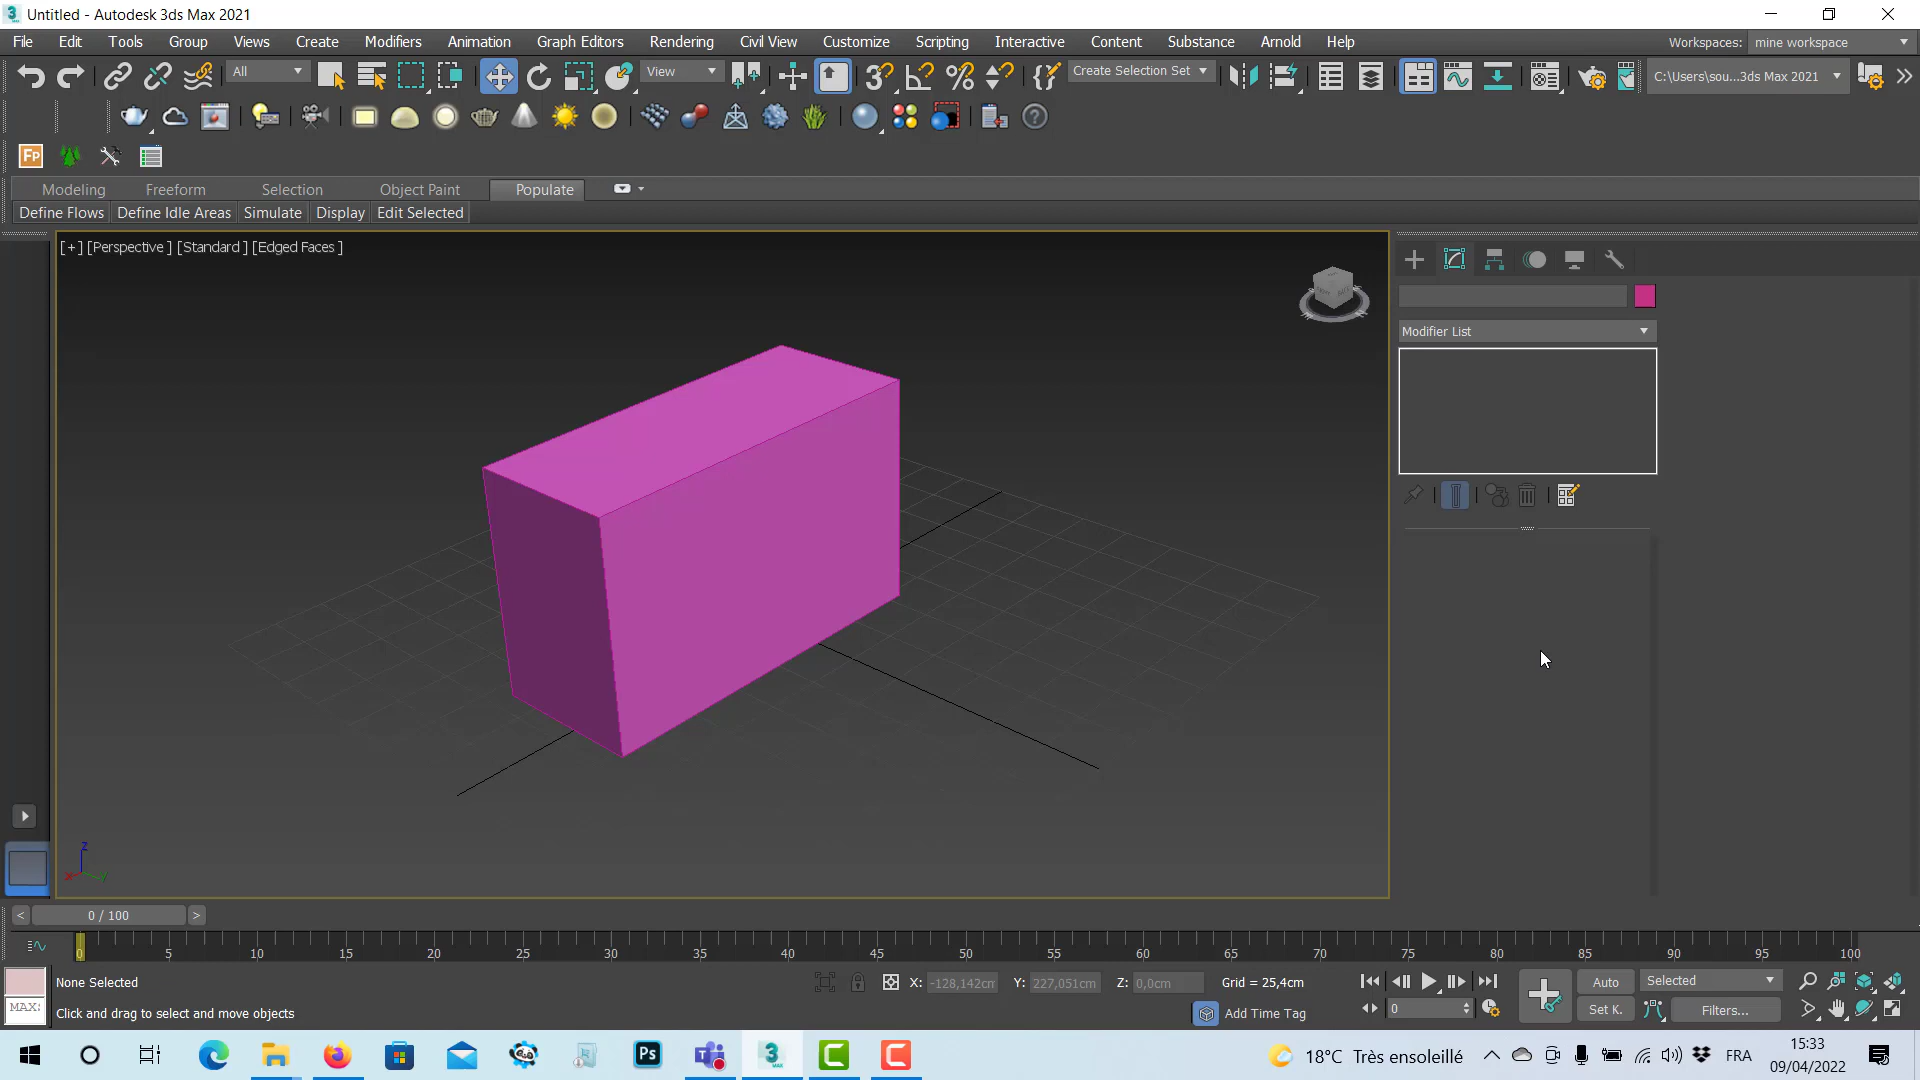 Untitled - Autodesk 3ds Max 2021
File Edit Tools Group Views Create Modifiers Animation Graph Editors Rendering Civil View Customize Scripting Interactive Content Substance Arnold Help Workspaces: mine workspace
All View Create Selection Set C:\Users\sou...3ds Max 2021
Fp
Modeling Freeform Selection Object Paint Populate
Define Flows Define Idle Areas Simulate Display Edit Selected
[+] [Perspective ] [Standard ] [Edged Faces ]
Modifier List
z
x
y
< 0 / 100 >
0 5 10 15 20 25 30 35 40 45 50 55 60 65 70 75 80 85 90 95 100
None Selected X: -128,142cm Y: 227,051cm Z: 0,0cm Grid = 25,4cm Auto Selected
MAX: Click and drag to select and move objects Add Time Tag 0 Set K. Filters...
Ps MAX 18°C Très ensoleillé FRA 15:33
09/04/2022